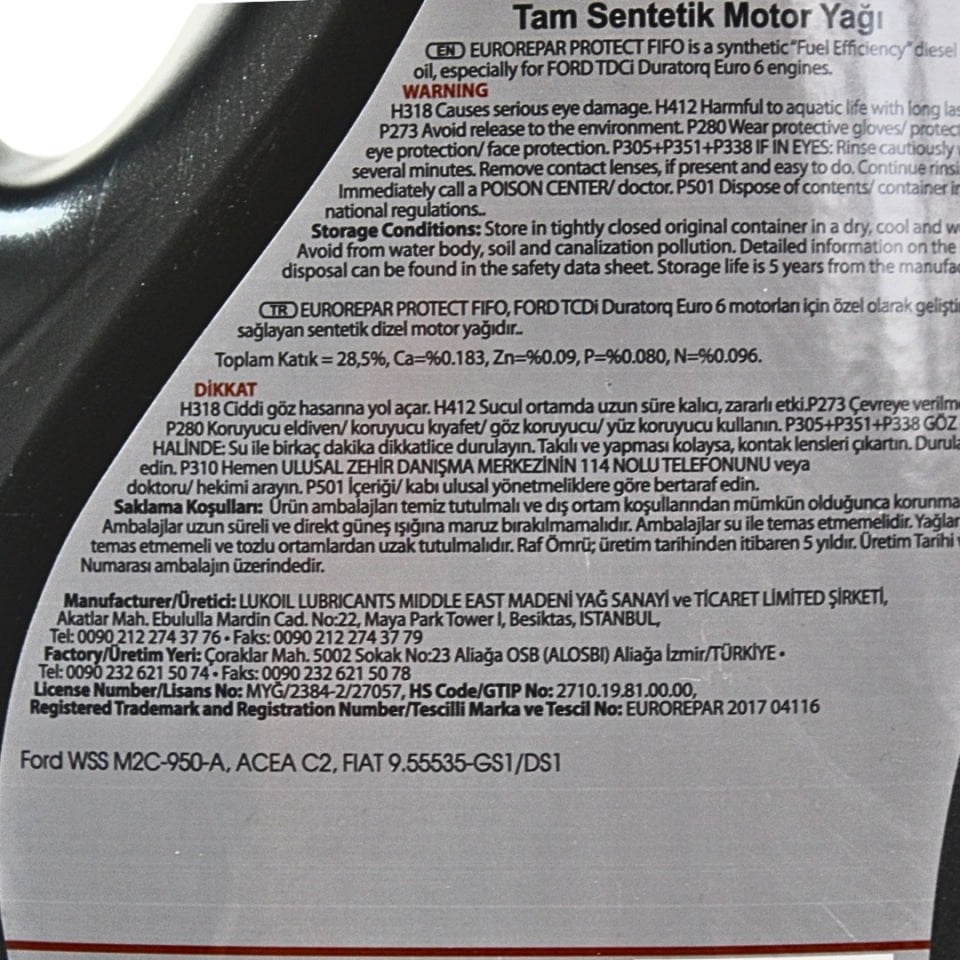 Tam Sentetik Motor Yağı
EN EUROREPAR PROTECT FIFO is a synthetic "Fuel Efficiency" diesel
oil, especially for FORD TDCi Duratorq Euro 6 engines.
WARNING
H318 Causes serious eye damage. H412 Harmful to aquatic life with long
P273 Avoid release to the environment. P280 Wear protective gloves/
eye protection/ face protection. P305+P351+P338 IF IN EYES: Rinse cautiously
several minutes. Remove contact lenses, if present and easy to do. Continue
Immediately call a POISON CENTER/ doctor. P501 Dispose of contents/ container
national regulations..
Storage Conditions: Store in tightly closed original container in a dry, cool and
Avoid from water body, soil and canalization pollution. Detailed information on the
disposal can be found in the safety data sheet. Storage life is 5 years from the
TR EUROREPAR PROTECT FIFO, FORD TCDi Duratorq Euro 6 motorları için özel olarak
sağlayan sentetik dizel motor yağıdır..
Toplam Katık = 28,5%, Ca=%0.183, Zn=%0.09, P=%0.080, N=%0.096.
DİKKAT
H318 Ciddi göz hasarına yol açar. H412 Sucul ortamda uzun süre kalıcı, zararlı etki.P273 Çevreye
P280 Koruyucu eldiven/ koruyucu kıyafet/ göz koruyucu/ yüz koruyucu kullanın. P305+P351+P338 GÖZ
HALİNDE: Su ile birkaç dakika dikkatlice durulayın. Takılı ve yapması kolaysa, kontak lensleri çıkartın.
edin. P310 Hemen ULUSAL ZEHİR DANIŞMA MERKEZİNİN 114 NOLU TELEFONUNU veya
doktoru/ hekimi arayın. P501 İçeriği/ kabı ulusal yönetmeliklere göre bertaraf edin.
Saklama Koşulları: Ürün ambalajları temiz tutulmalı ve dış ortam koşullarından mümkün olduğunca
Ambalajlar uzun süreli ve direkt güneş ışığına maruz bırakılmamalıdır. Ambalajlar su ile temas etmemelidir.
temas etmemeli ve tozlu ortamlardan uzak tutulmalıdır. Raf Ömrü; üretim tarihinden itibaren 5 yıldır. Üretim Tarihi
Numarası ambalajın üzerindedir.
Manufacturer/Üretici: LUKOIL LUBRICANTS MIDDLE EAST MADENİ YAĞ SANAYİ ve TİCARET LİMİTED ŞİRKETİ,
Akatlar Mah. Ebululla Mardin Cad. No:22, Maya Park Tower I, Besiktas, ISTANBUL,
Tel: 0090 212 274 37 76 • Faks: 0090 212 274 37 79
Factory/Üretim Yeri: Çoraklar Mah. 5002 Sokak No:23 Aliağa OSB (ALOSBI) Aliağa İzmir/TÜRKİYE •
Tel: 0090 232 621 50 74 • Faks: 0090 232 621 50 78
License Number/Lisans No: MYĞ/2384-2/27057, HS Code/GTIP No: 2710.19.81.00.00,
Registered Trademark and Registration Number/Tescilli Marka ve Tescil No: EUROREPAR 2017 04116
Ford WSS M2C-950-A, ACEA C2, FIAT 9.55535-GS1/DS1